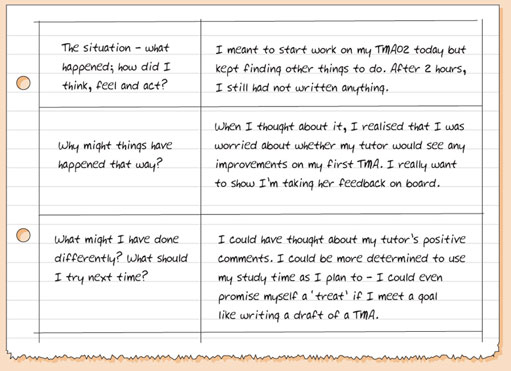 The situation – what
happened; how did I
think, feel and act?
I meant to start work on my TMA02 today but
kept finding other things to do. After 2 hours,
I still had not written anything.
Why might things have
happened that way?
When I thought about it, I realised that I was
worried about whether my tutor would see any
improvements on my first TMA. I really want
to show I'm taking her feedback on board.
What might I have done
differently? What should
I try next time?
I could have thought about my tutor's positive
comments. I could be more determined to use
my study time as I plan to – I could even
promise myself a 'treat' if I meet a goal
like writing a draft of a TMA.